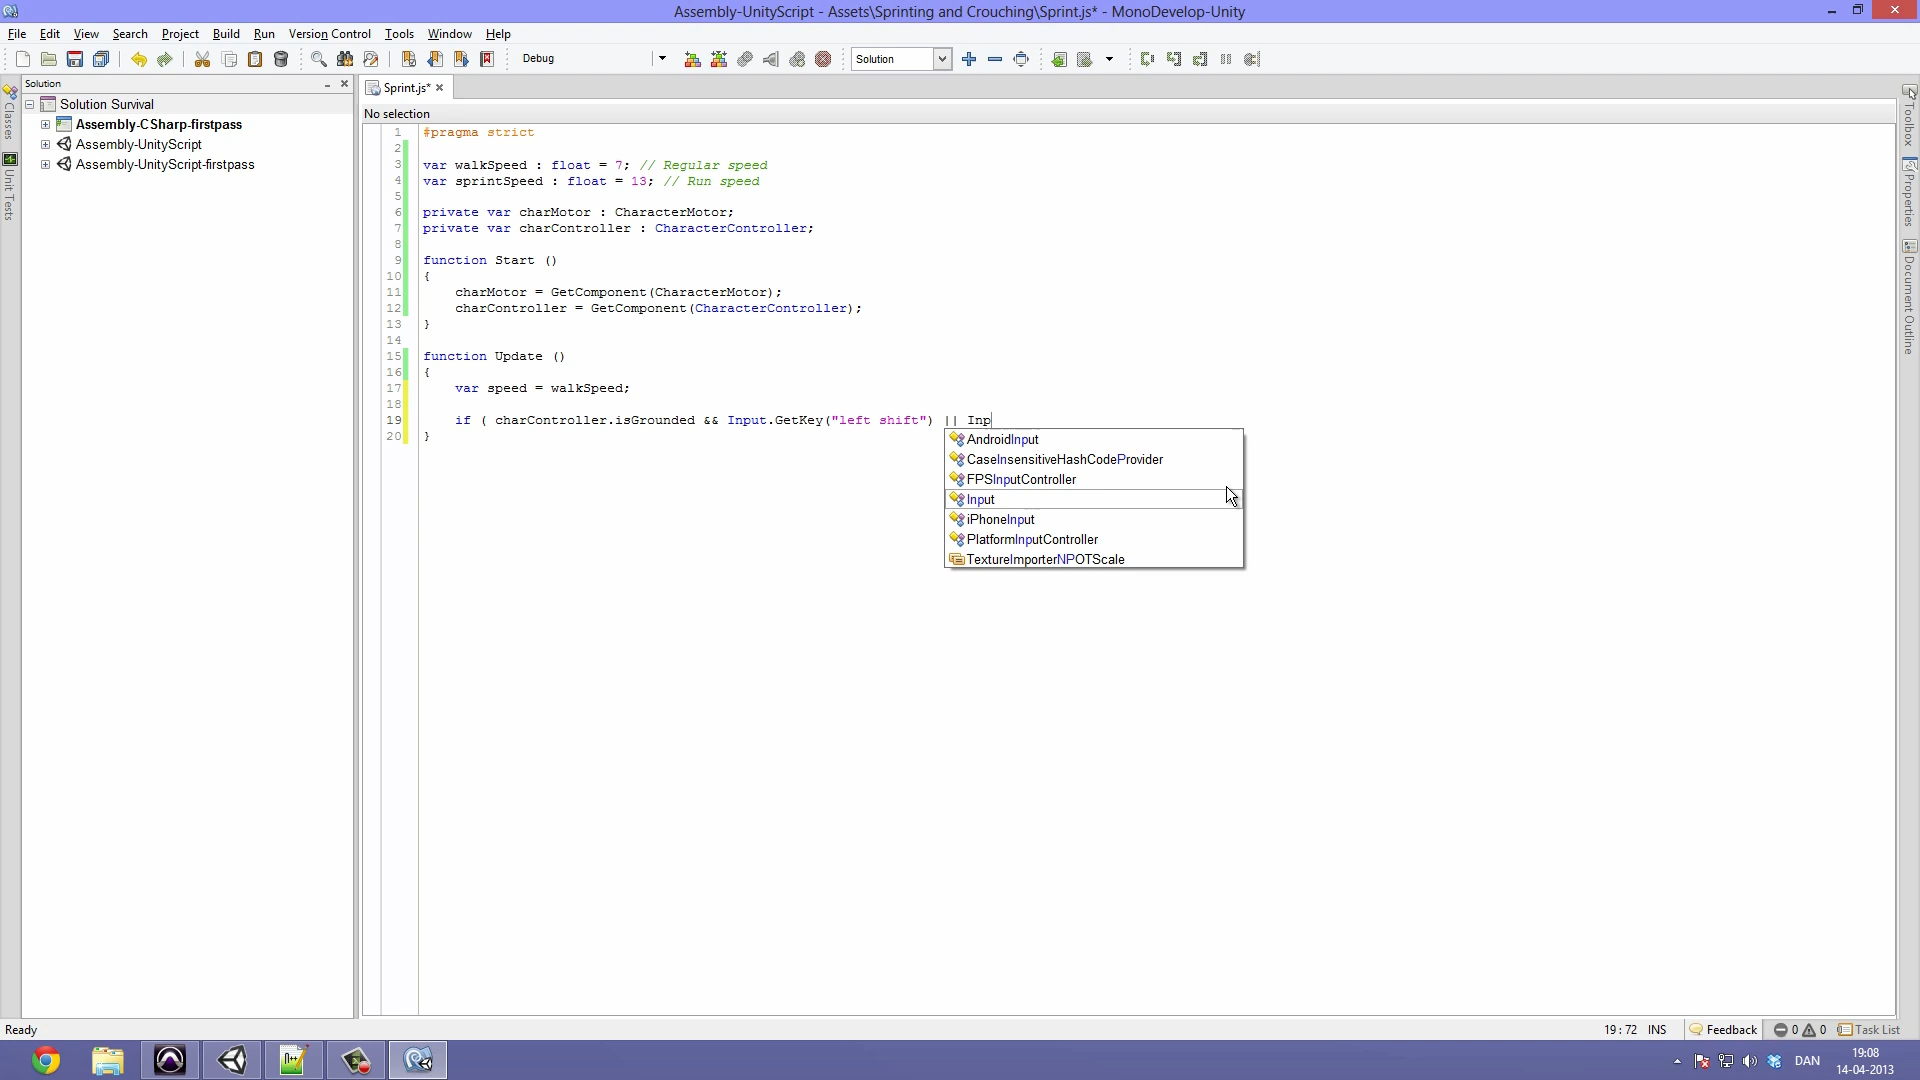 Assembly-UnityScript - Assets\Sprinting and Crouching\Sprint.js* - MonoDevelop-Unity
File Edit View Search Project Build Run Version Control Tools Window Help
Debug
Solution
Solution
Sprint.js*
Solution Survival
Assembly-CSharp-firstpass
Assembly-UnityScript
Assembly-UnityScript-firstpass
Classes
Unit Tests
No selection
1 #pragma strict
2
3 var walkSpeed : float = 7; // Regular speed
4 var sprintSpeed : float = 13; // Run speed
5
6 private var charMotor : CharacterMotor;
7 private var charController : CharacterController;
8
9 function Start ()
10 {
11 charMotor = GetComponent(CharacterMotor);
12 charController = GetComponent(CharacterController);
13 }
14
15 function Update ()
16 {
17 var speed = walkSpeed;
18
19 if ( charController.isGrounded && Input.GetKey("left shift") || Inp
20 }
AndroidInput
CaseInsensitiveHashCodeProvider
FPSInputController
Input
iPhoneInput
PlatformInputController
TextureImporterNPOTScale
Toolbox
Properties
Document Outline
Ready
19 : 72 INS
Feedback
0
0
Task List
DAN
19:08
14-04-2013